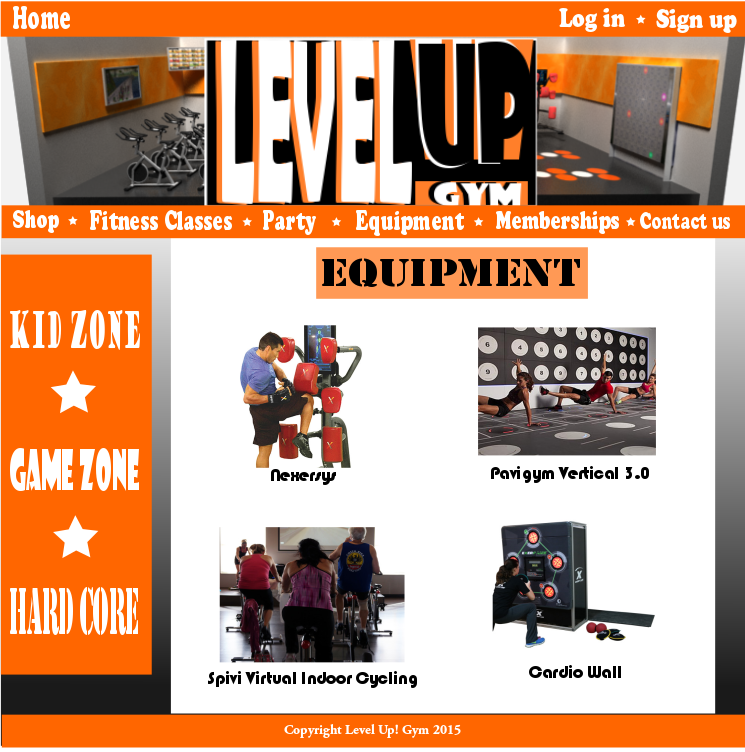 Home
Log in ★ Sign up
LEVEL UP
GYM
Shop ★ Fitness Classes ★ Party ★ Equipment ★ Memberships ★ Contact us
EQUIPMENT
KID ZONE
GAME ZONE
HARD CORE
Nexersys
Pavigym Vertical 3.0
Spivi Virtual Indoor Cycling
Cardio Wall
Copyright Level Up! Gym 2015